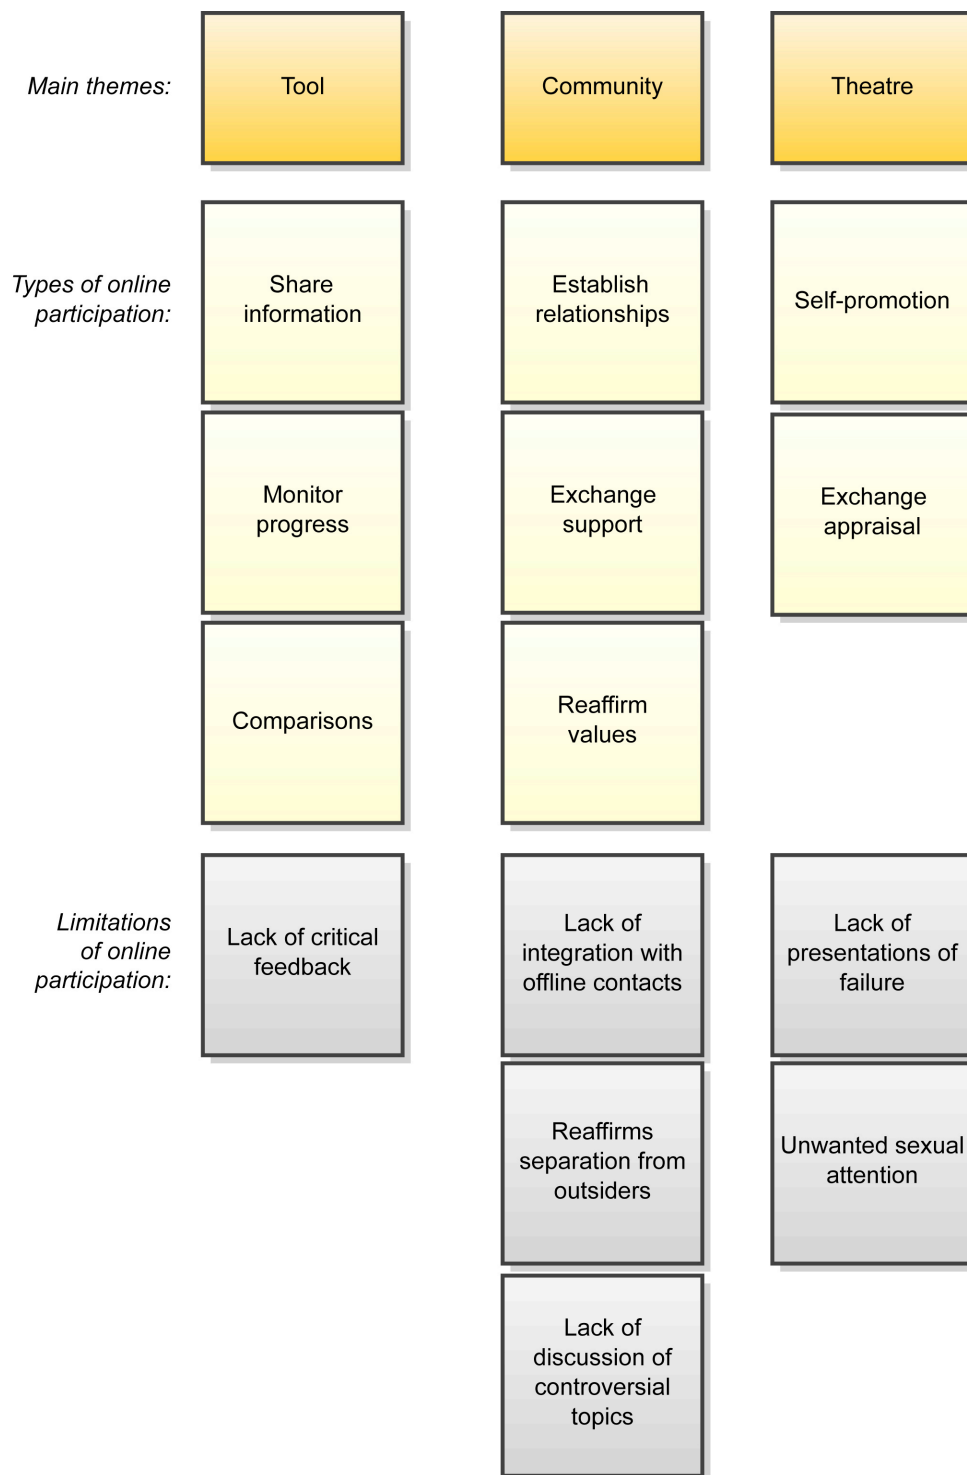 Main themes:
Tool
Community
Theatre
Types of online
participation:
Share
information
Establish
relationships
Self-promotion
Monitor
progress
Exchange
support
Exchange
appraisal
Comparisons
Reaffirm
values
Limitations
of online
participation:
Lack of critical
feedback
Lack of
integration with
offline contacts
Lack of
presentations of
failure
Reaffirms
separation from
outsiders
Unwanted sexual
attention
Lack of
discussion of
controversial
topics